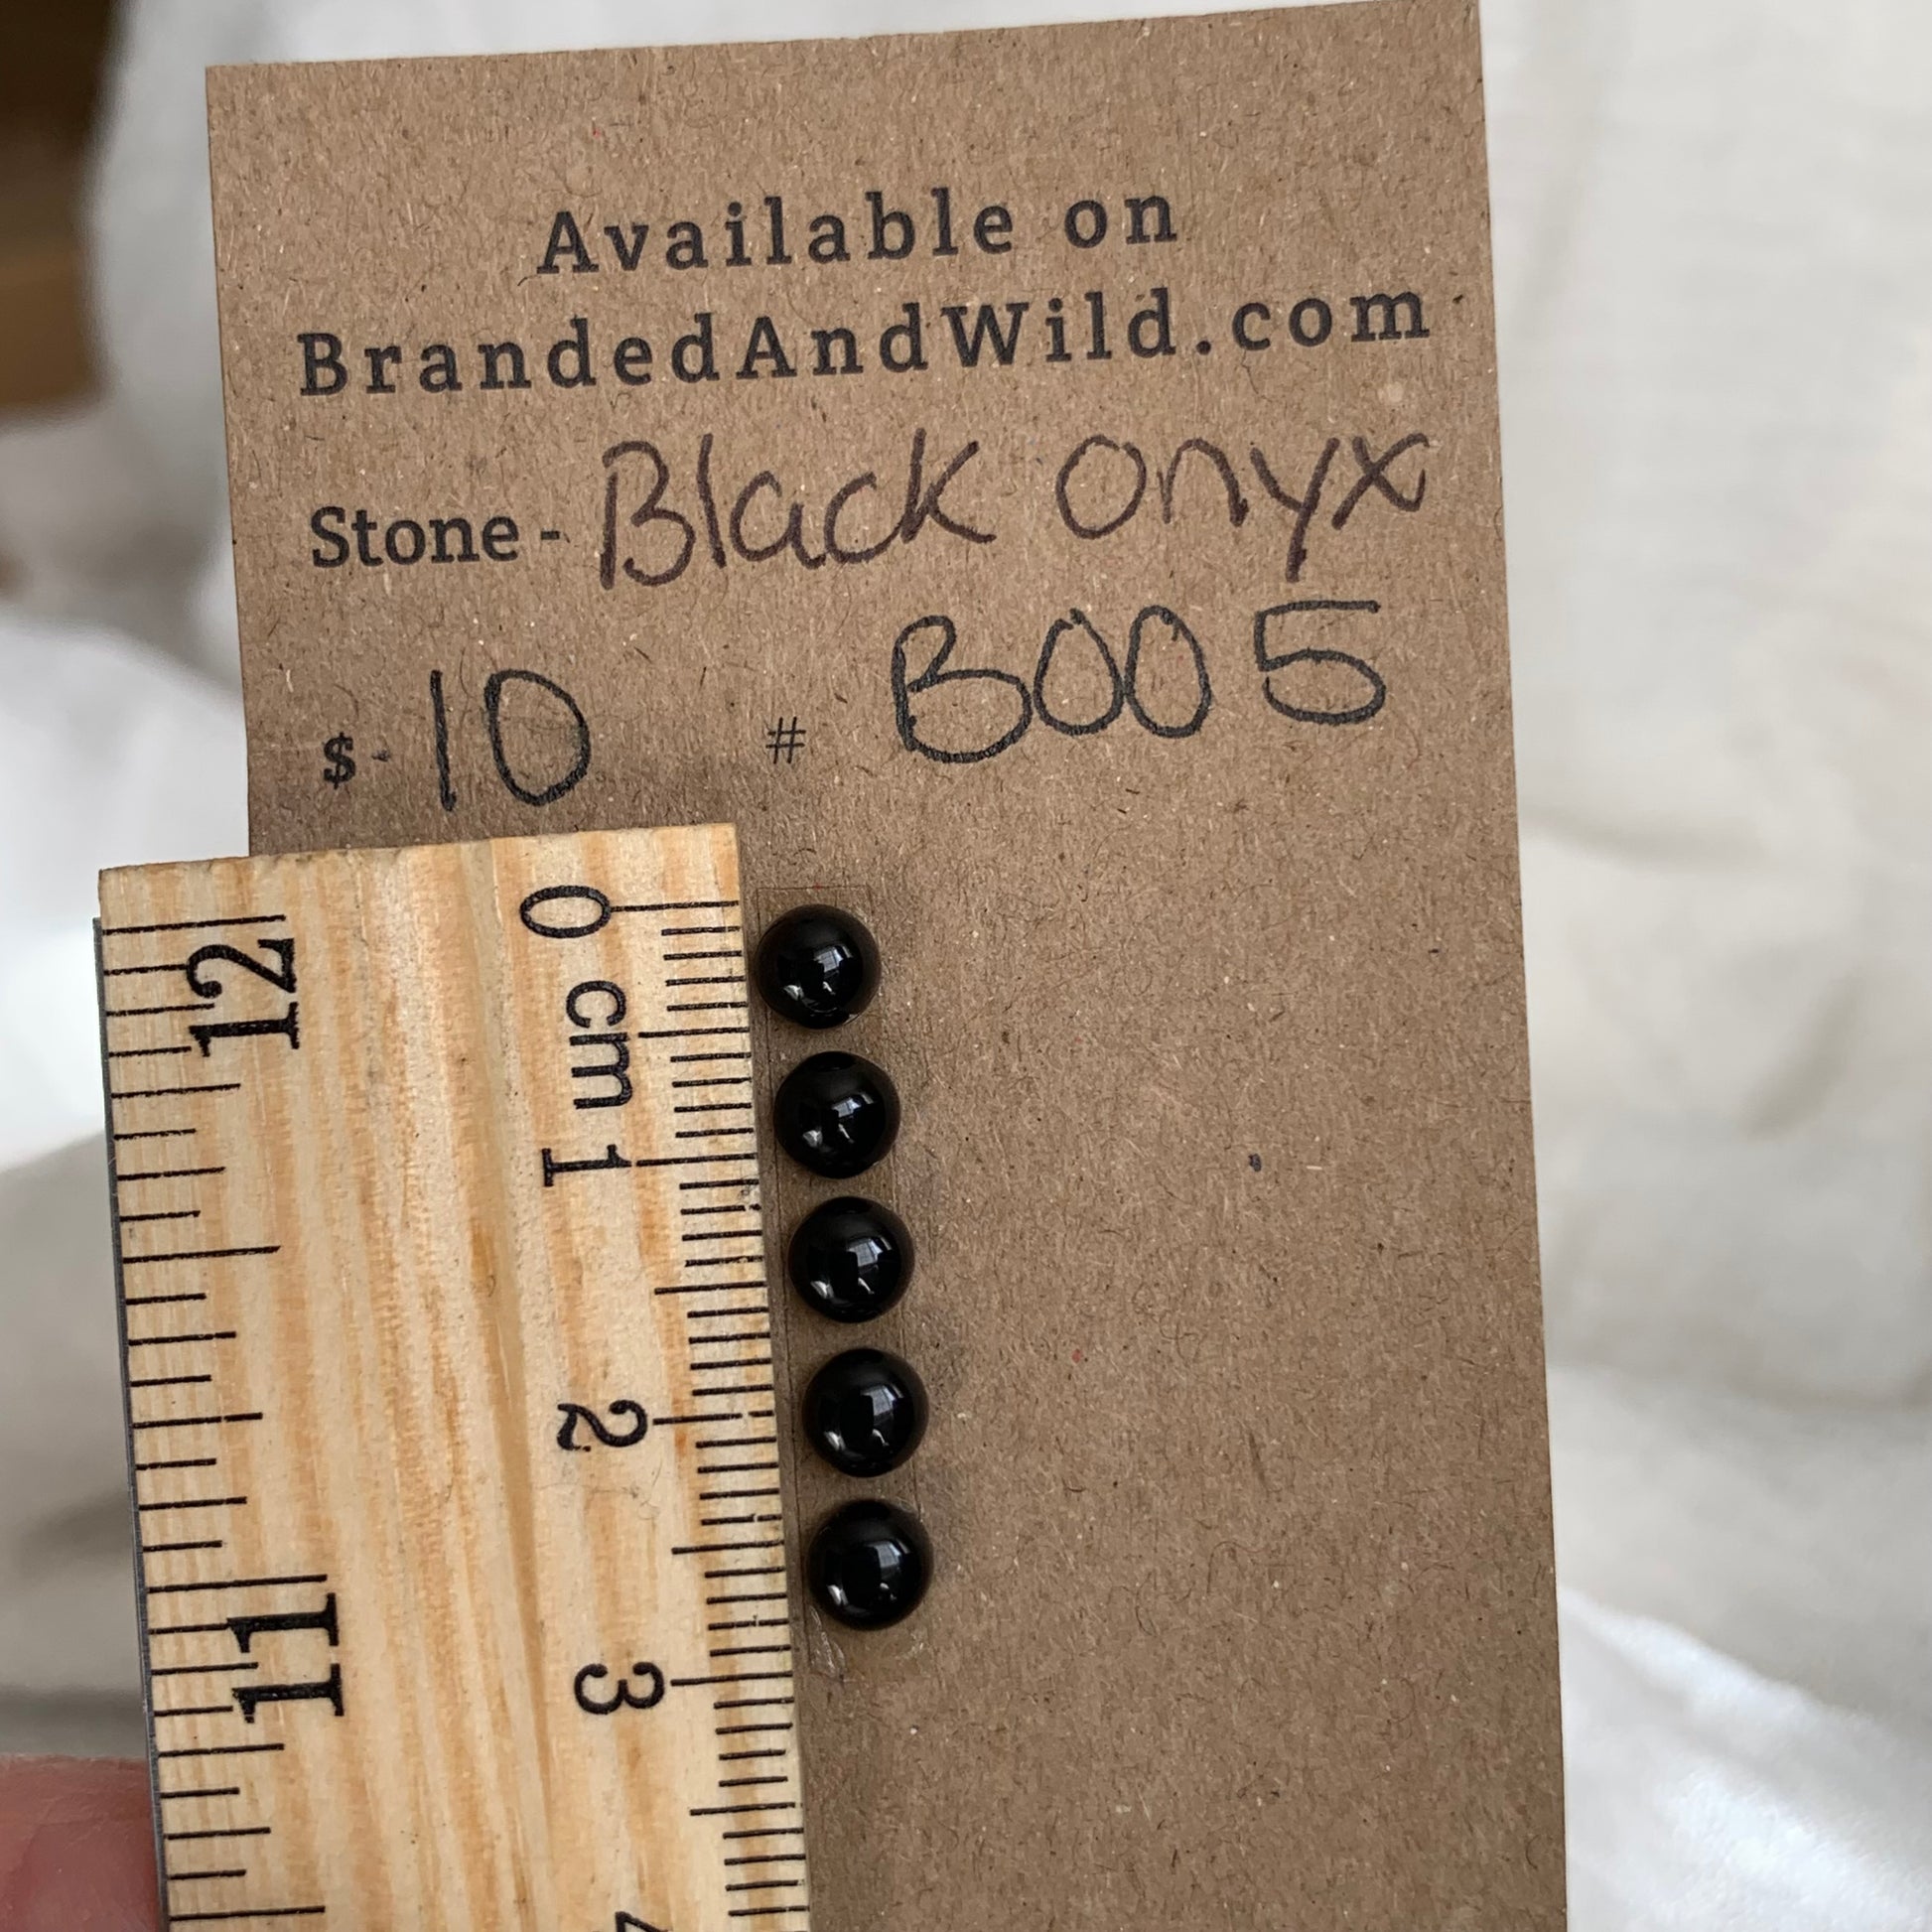 Available on
BrandedAndWild.com
Stone - Black onyx
$ - 10 # B005
0 cm 1 2 3
12 11